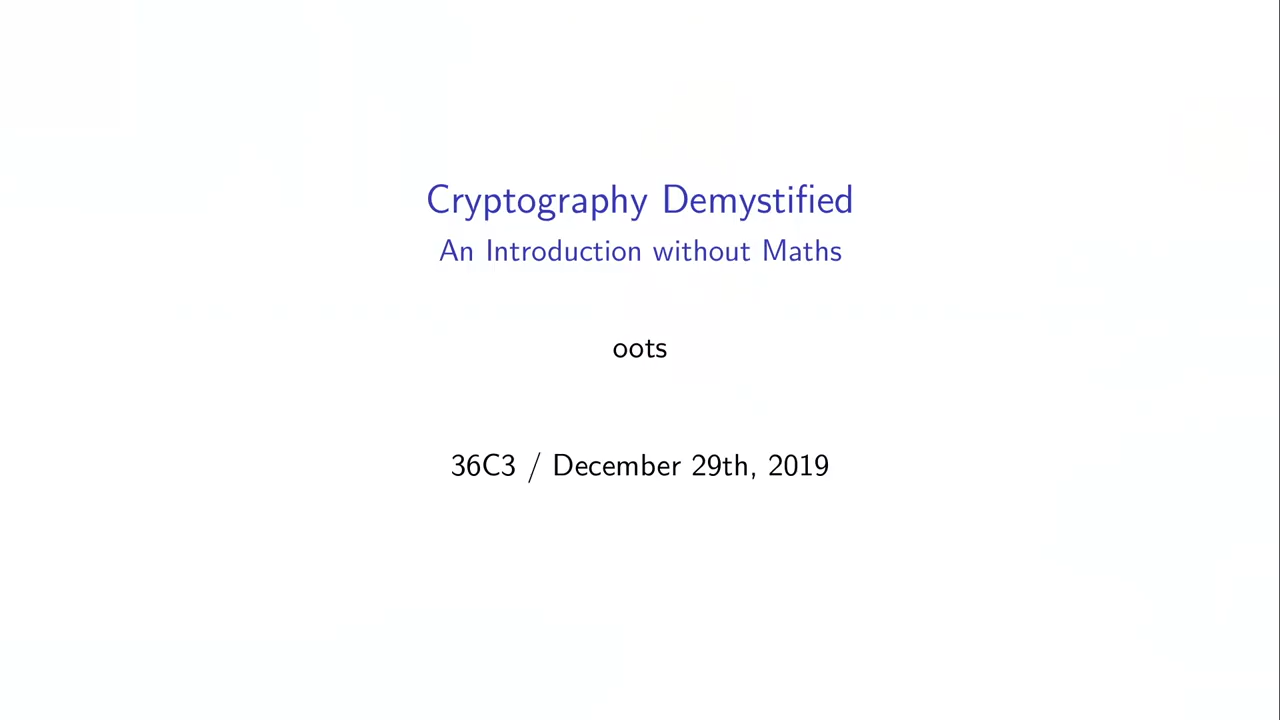 Cryptography Demystified
An Introduction without Maths
oots
36C3 / December 29th, 2019